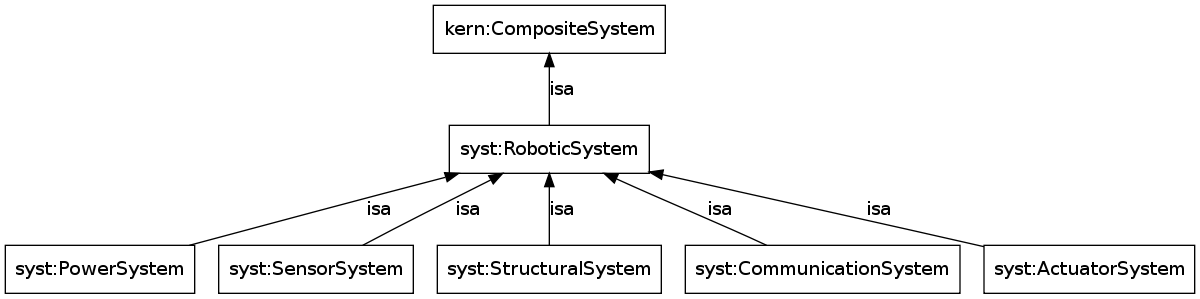 kern:CompositeSystem
isa
syst:RoboticSystem
isa
isa
isa
isa
isa
syst:PowerSystem
syst:SensorSystem
syst:StructuralSystem
syst:CommunicationSystem
syst:ActuatorSystem